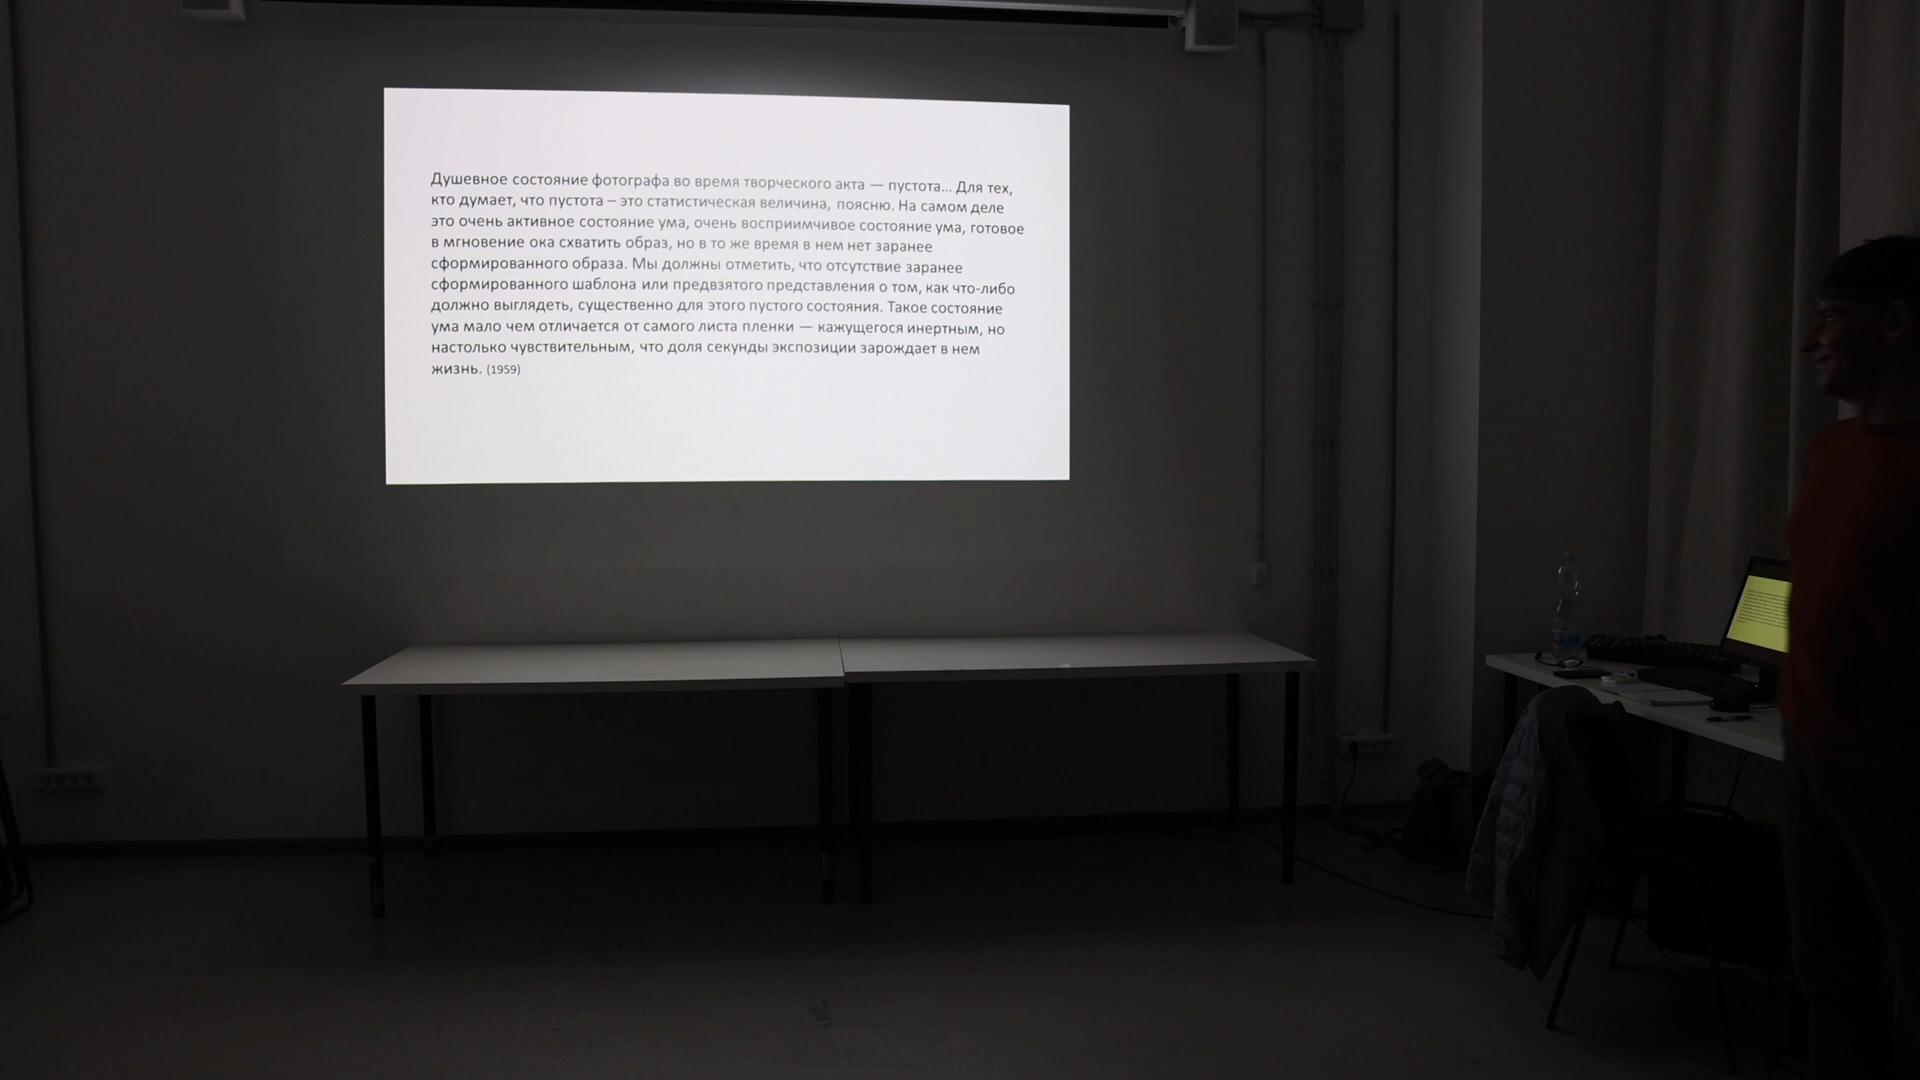 Душевное состояние фотографа во время творческого акта — пустота... Для тех,
кто думает, что пустота – это статистическая величина, поясню. На самом деле
это очень активное состояние ума, очень восприимчивое состояние ума, готовое
в мгновение ока схватить образ, но в то же время в нем нет заранее
сформированного образа. Мы должны отметить, что отсутствие заранее
сформированного шаблона или предвзятого представления о том, как что-либо
должно выглядеть, существенно для этого пустого состояния. Такое состояние
ума мало чем отличается от самого листа пленки — кажущегося инертным, но
настолько чувствительным, что доля секунды экспозиции зарождает в нем
жизнь. (1959)